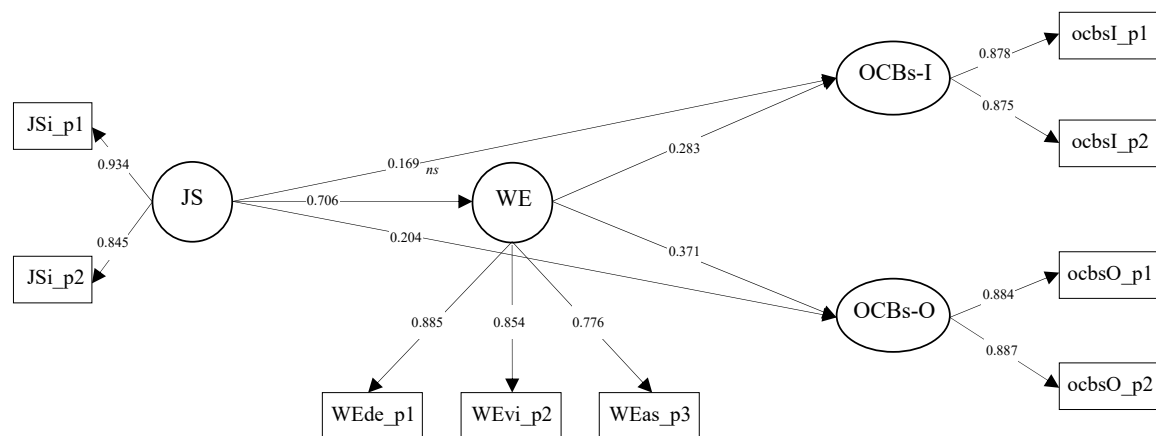 ocbsI_p1
OCBs-I
0.878
0.875
JSi_p1
ocbsI_p2
0.934
0.283
0.169
ns
JS
0.706
WE
0.845
0.204
0.371
JSi_p2
ocbsO_p1
0.884
OCBs-O
0.885
0.854
0.776
0.887
ocbsO_p2
WEde_p1
WEvi_p2
WEas_p3